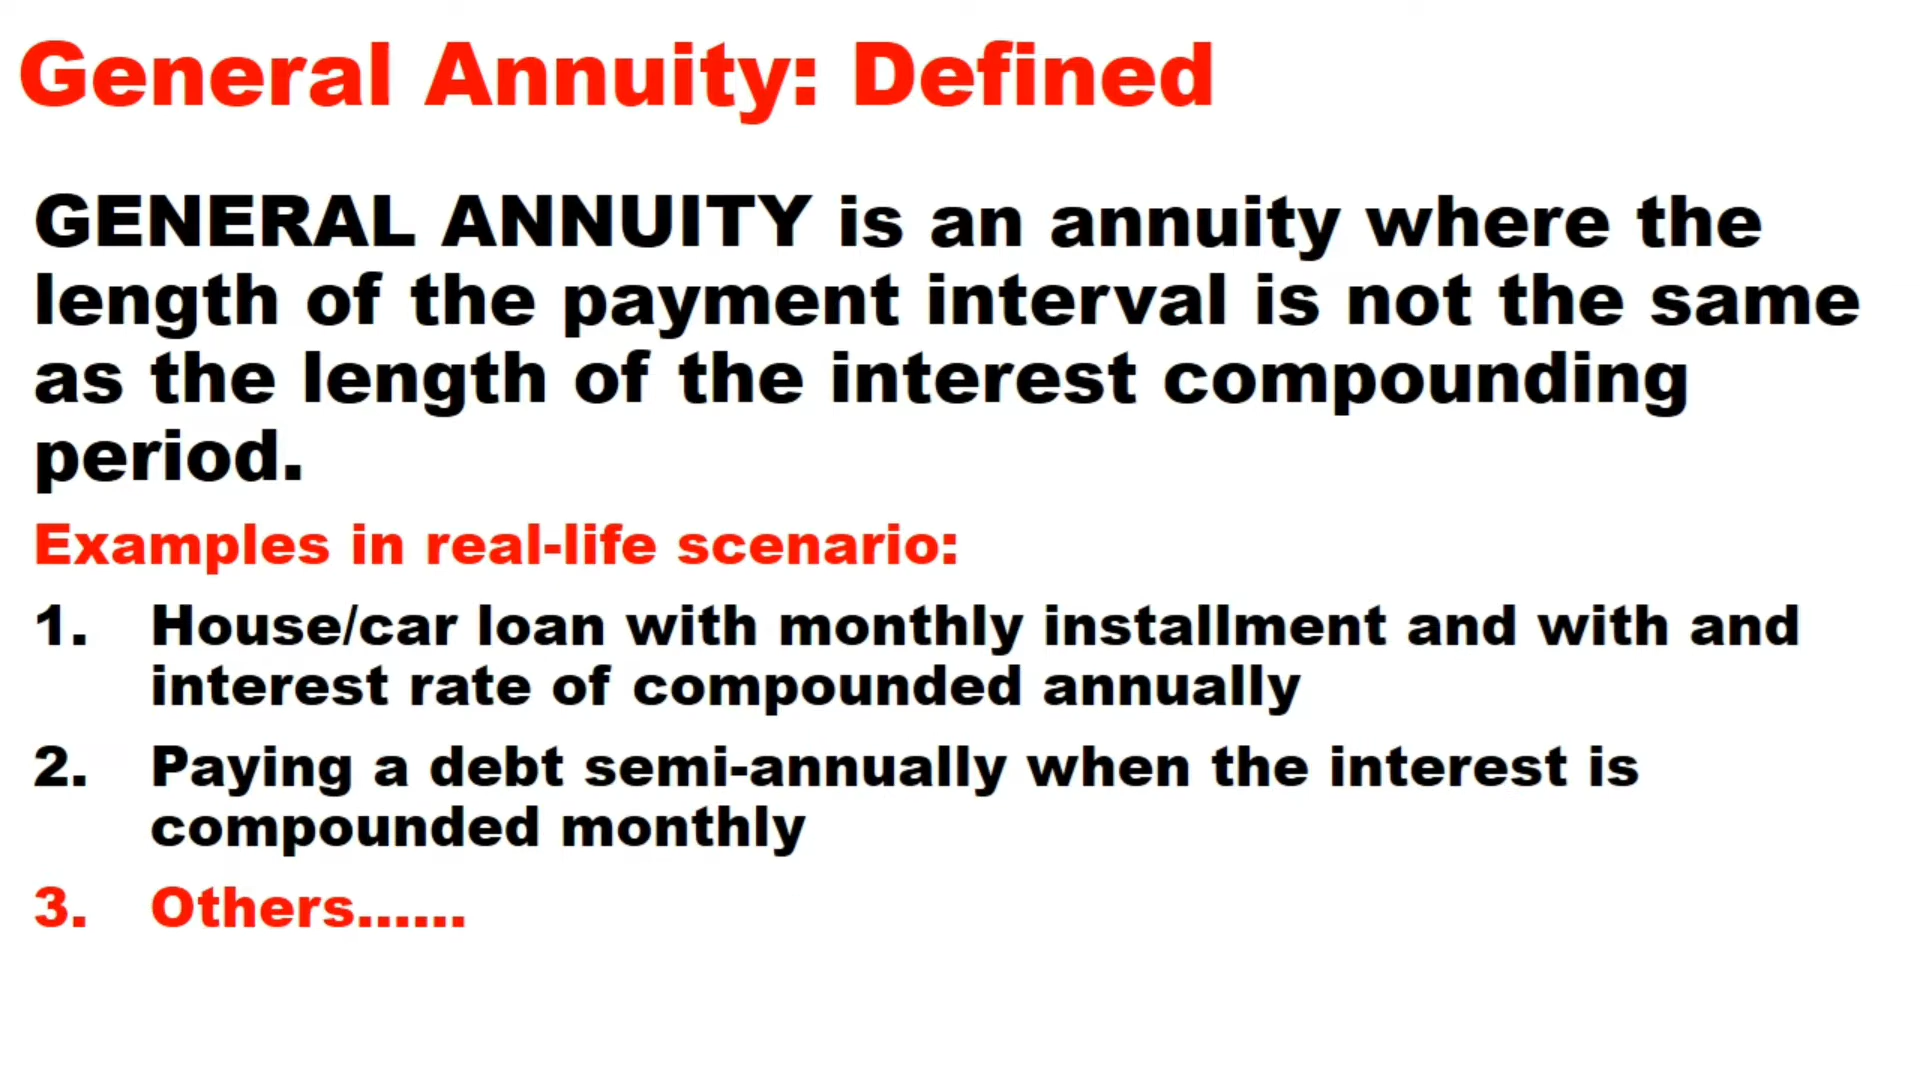 General Annuity: Defined
GENERAL ANNUITY is an annuity where the
length of the payment interval is not the same
as the length of the interest compounding
period.
Examples in real-life scenario:
1. House/car loan with monthly installment and with and
interest rate of compounded annually
2. Paying a debt semi-annually when the interest is
compounded monthly
3. Others......